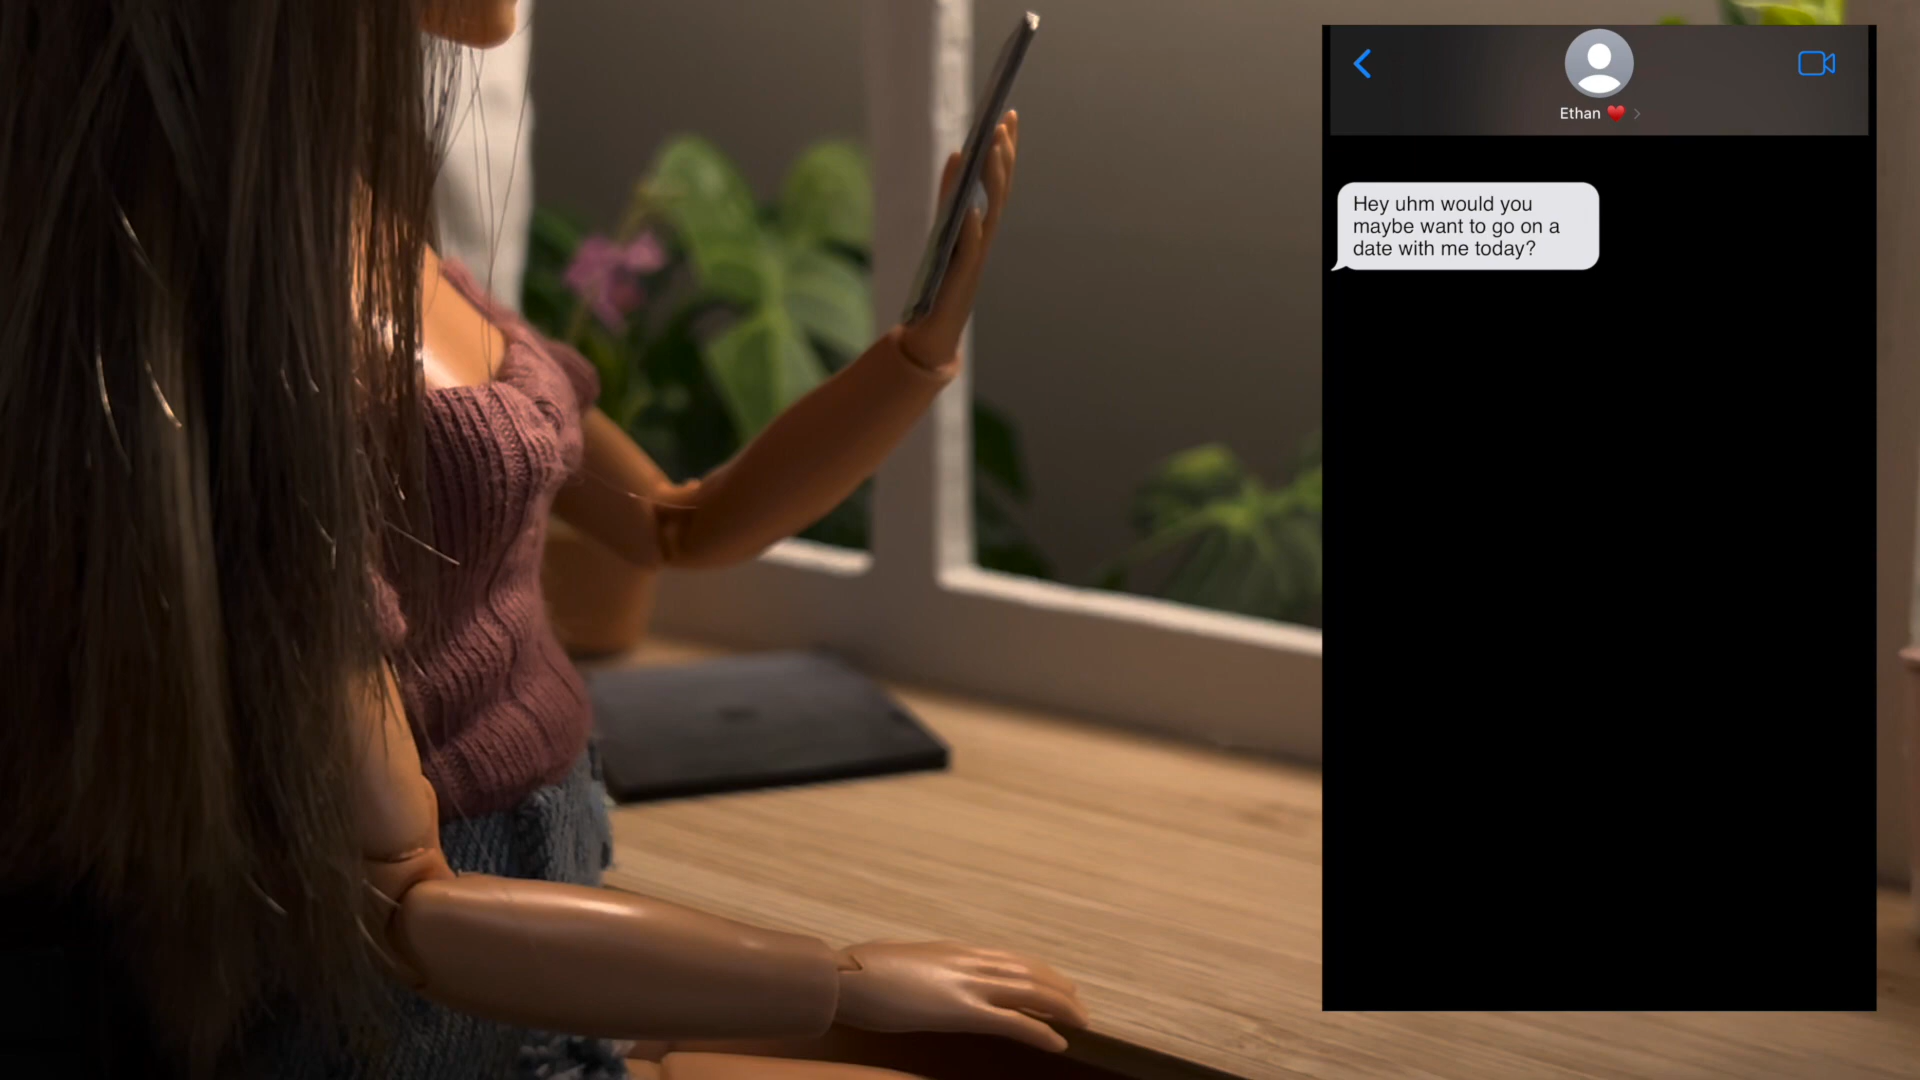 Ethan ❤️
Hey uhm would you
maybe want to go on a
date with me today?